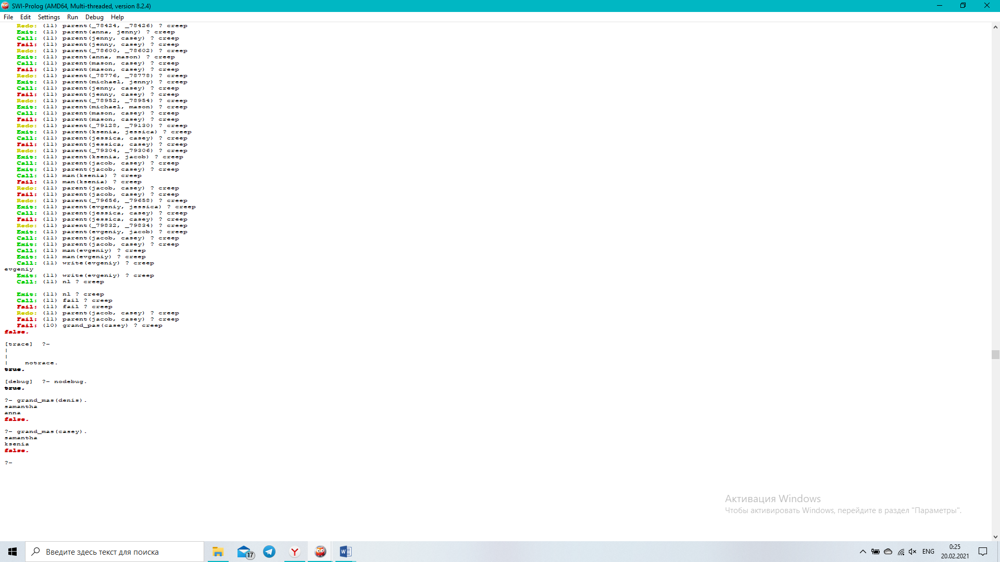 SWI-Prolog (AMD64, Multi-threaded, version 8.2.4)
File Edit Settings Run Debug Help
Redo: (11) parent(_78424, _78426) ? creep
Exit: (11) parent(anna, jenny) ? creep
Call: (11) parent(jenny, casey) ? creep
Fail: (11) parent(jenny, casey) ? creep
Redo: (11) parent(_78600, _78602) ? creep
Exit: (11) parent(anna, mason) ? creep
Call: (11) parent(mason, casey) ? creep
Fail: (11) parent(mason, casey) ? creep
Redo: (11) parent(_78776, _78778) ? creep
Exit: (11) parent(michael, jenny) ? creep
Call: (11) parent(jenny, casey) ? creep
Fail: (11) parent(jenny, casey) ? creep
Redo: (11) parent(_78952, _78954) ? creep
Exit: (11) parent(michael, mason) ? creep
Call: (11) parent(mason, casey) ? creep
Fail: (11) parent(mason, casey) ? creep
Redo: (11) parent(_79128, _79130) ? creep
Exit: (11) parent(ksenia, jessica) ? creep
Call: (11) parent(jessica, casey) ? creep
Fail: (11) parent(jessica, casey) ? creep
Redo: (11) parent(_79304, _79306) ? creep
Exit: (11) parent(ksenia, jacob) ? creep
Call: (11) parent(jacob, casey) ? creep
Exit: (11) parent(jacob, casey) ? creep
Call: (11) man(ksenia) ? creep
Fail: (11) man(ksenia) ? creep
Redo: (11) parent(jacob, casey) ? creep
Fail: (11) parent(jacob, casey) ? creep
Redo: (11) parent(_79656, _79658) ? creep
Exit: (11) parent(evgeniy, jessica) ? creep
Call: (11) parent(jessica, casey) ? creep
Fail: (11) parent(jessica, casey) ? creep
Redo: (11) parent(_79832, _79834) ? creep
Exit: (11) parent(evgeniy, jacob) ? creep
Call: (11) parent(jacob, casey) ? creep
Exit: (11) parent(jacob, casey) ? creep
Call: (11) man(evgeniy) ? creep
Exit: (11) man(evgeniy) ? creep
Call: (11) write(evgeniy) ? creep
evgeniy
Exit: (11) write(evgeniy) ? creep
Call: (11) nl ? creep
Exit: (11) nl ? creep
Call: (11) fail ? creep
Fail: (11) fail ? creep
Redo: (11) parent(jacob, casey) ? creep
Fail: (11) parent(jacob, casey) ? creep
Fail: (10) grand_pas(casey) ? creep
false.
[trace] ?-
|
|
| notrace.
true.
[debug] ?- nodebug.
true.
?- grand_mas(denis).
samantha
anna
false.
?- grand_mas(casey).
samantha
ksenia
false.
?-
Активация Windows
Чтобы активировать Windows, перейдите в раздел "Параметры".
Введите здесь текст для поиска
17
ENG
0:25
20.02.2021